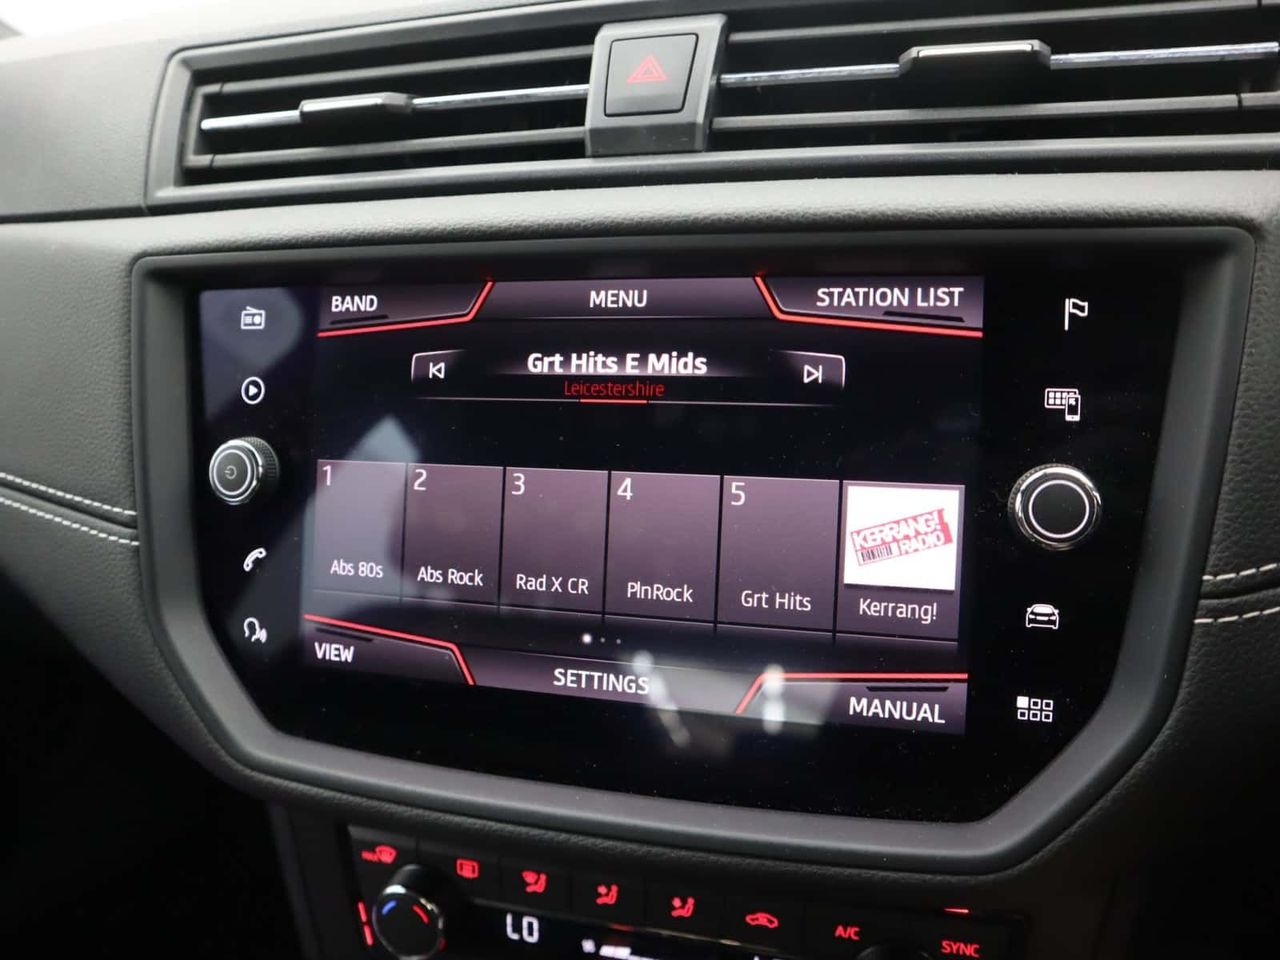 BAND
MENU
STATION LIST
Grt Hits E Mids
Leicestershire
1
2
3
4
5
KERRANG!
RADIO
Abs 80s
Abs Rock
Rad X CR
PlnRock
Grt Hits
Kerrang!
VIEW
SETTINGS
MANUAL
MAX
LO
A/C
SYNC